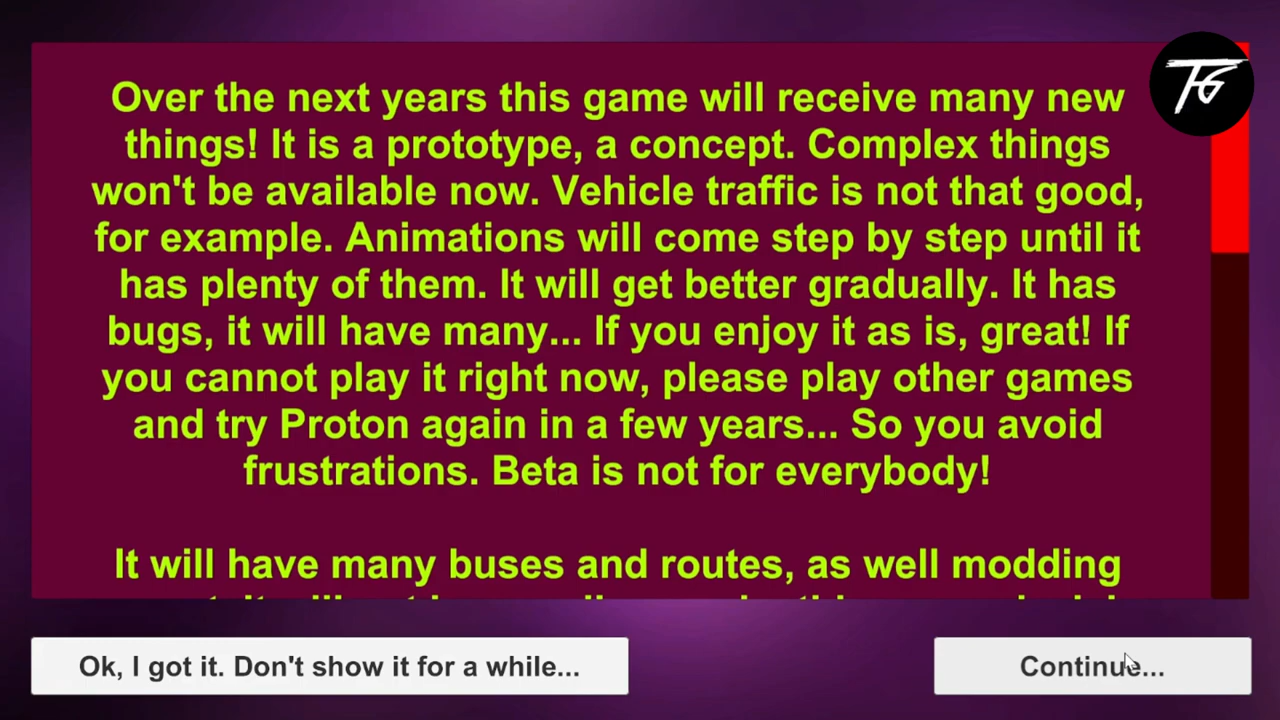 Over the next years this game will receive many new
things! It is a prototype, a concept. Complex things
won't be available now. Vehicle traffic is not that good,
for example. Animations will come step by step until it
has plenty of them. It will get better gradually. It has
bugs, it will have many... If you enjoy it as is, great! If
you cannot play it right now, please play other games
and try Proton again in a few years... So you avoid
frustrations. Beta is not for everybody!
It will have many buses and routes, as well modding
Ok, I got it. Don't show it for a while...
Continue...
TG